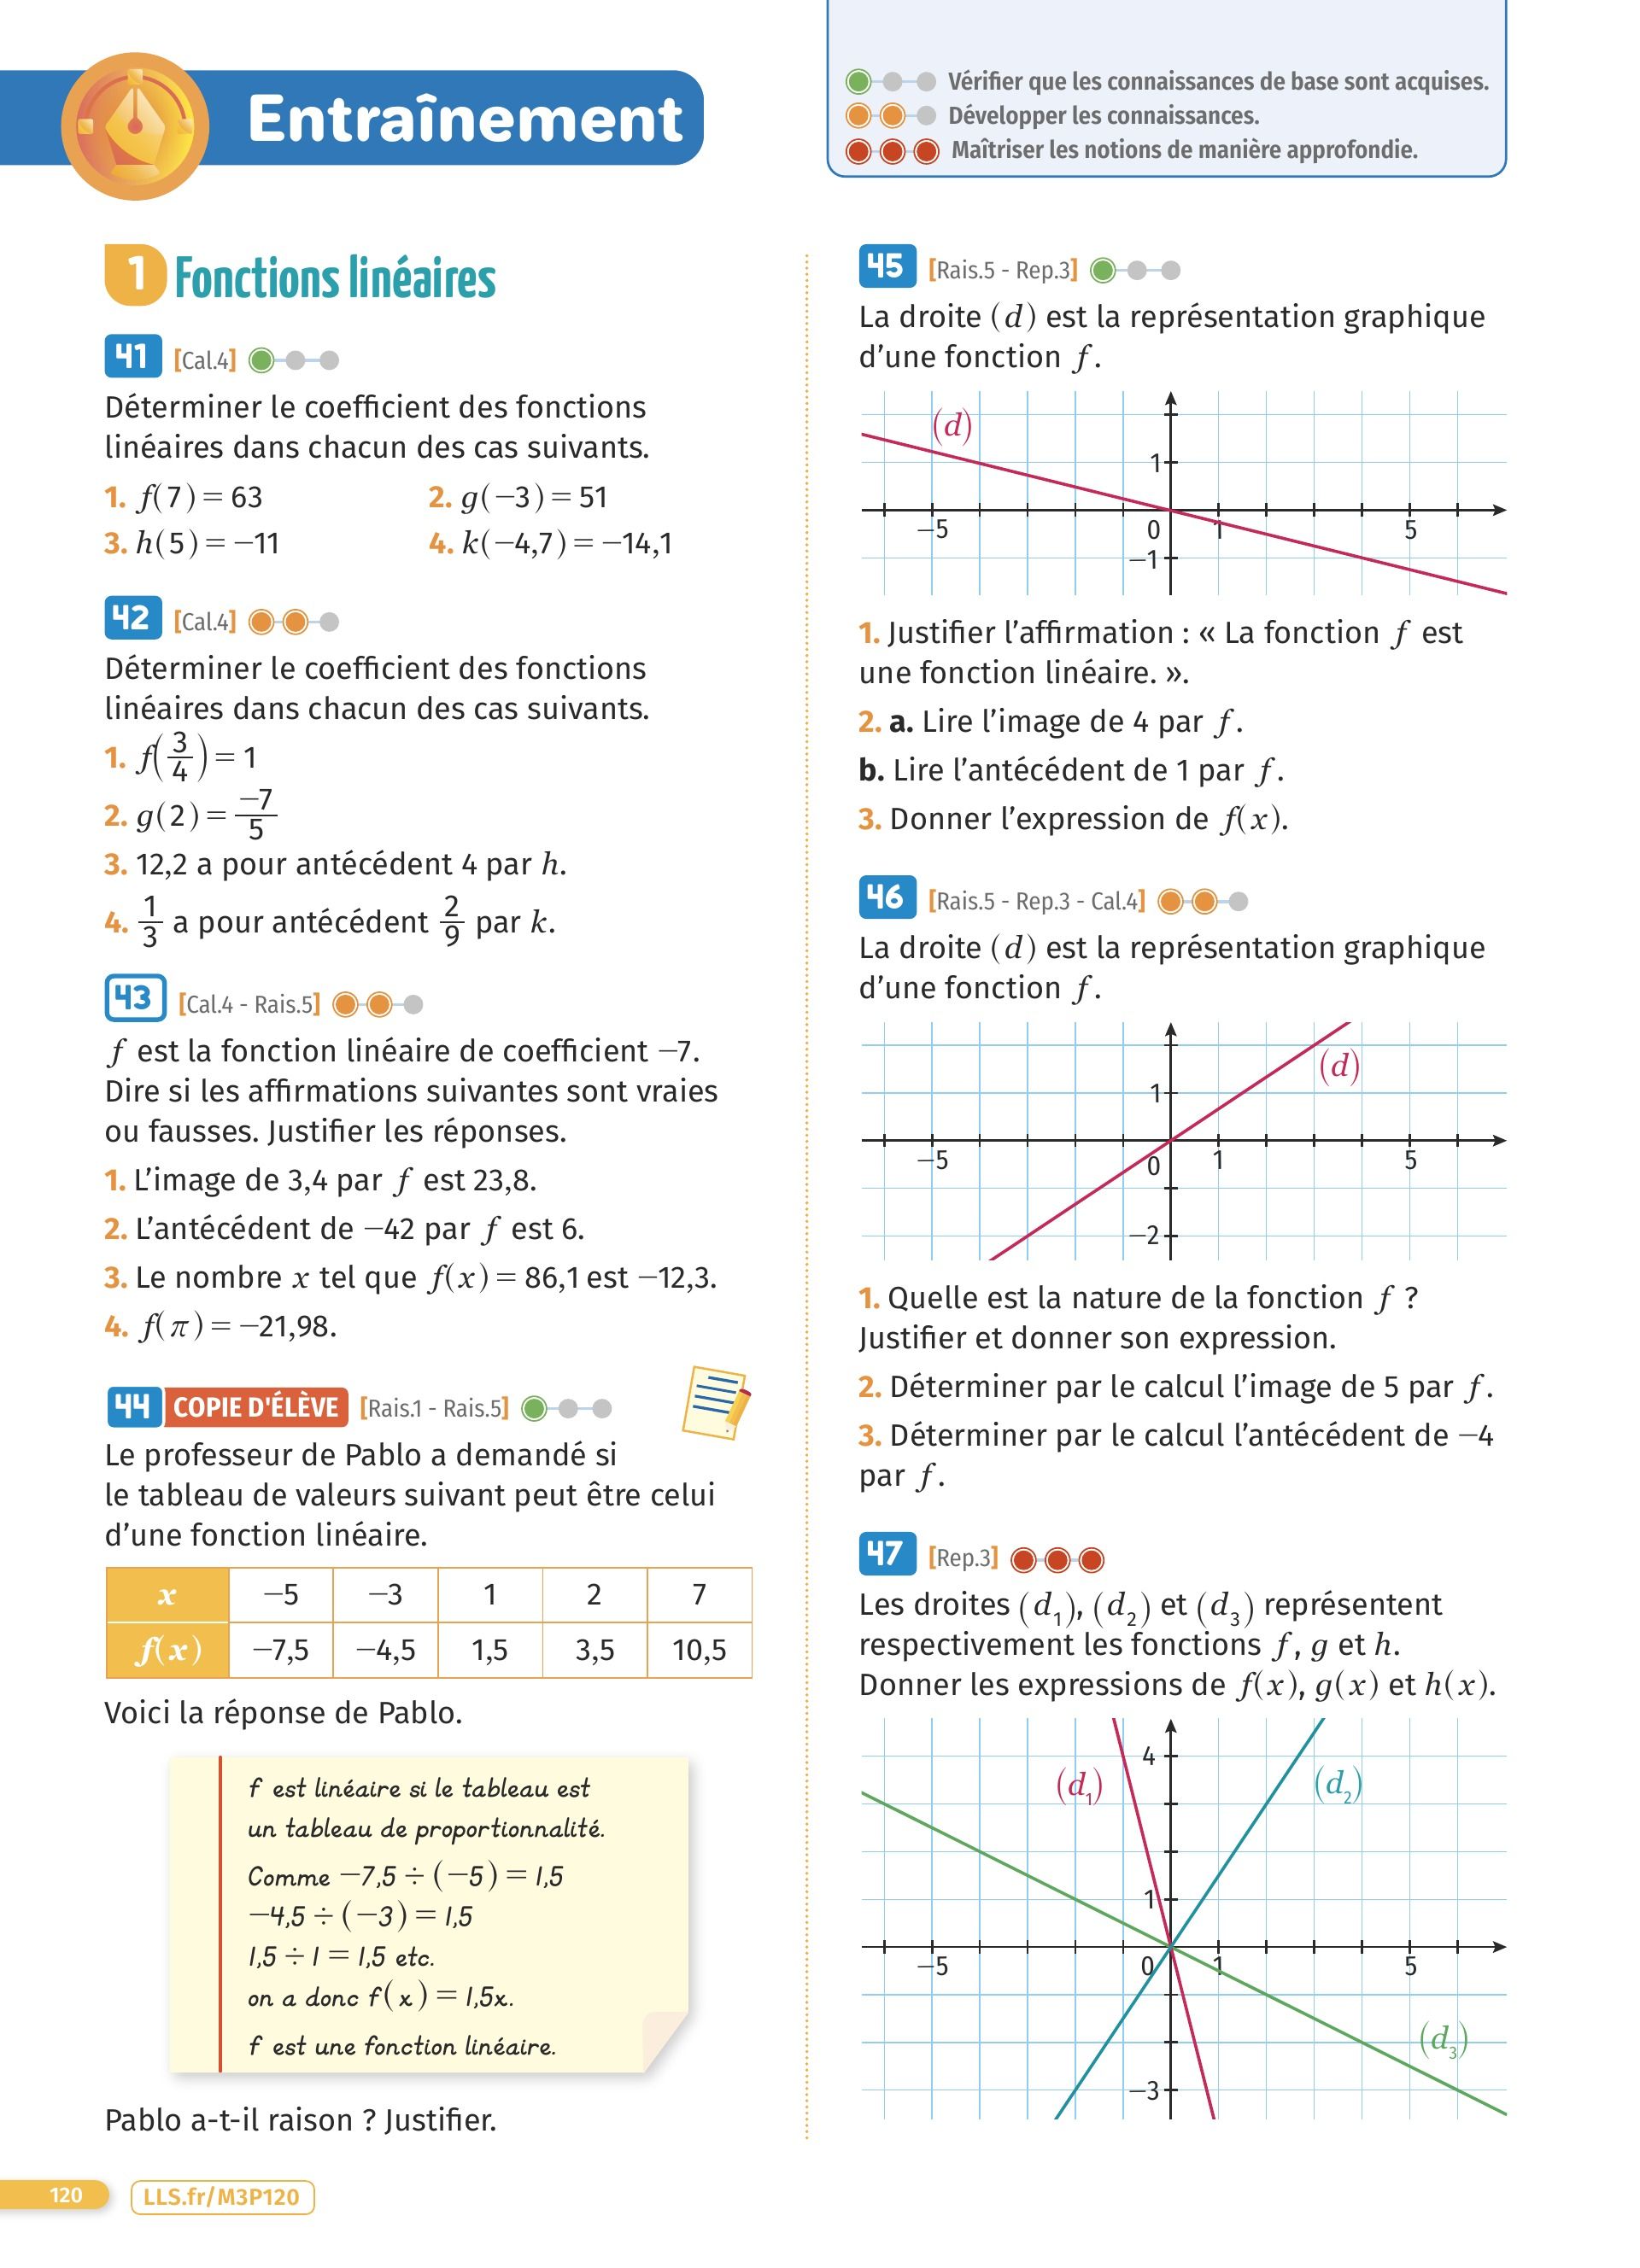 Entraînement
Vérifier que les connaissances de base sont acquises.
Développer les connaissances.
Maîtriser les notions de manière approfondie.
1 Fonctions linéaires
41 [Cal.4]
Déterminer le coefficient des fonctions
linéaires dans chacun des cas suivants.
1. f(7) = 63 2. g(−3) = 51
3. h(5) = −11 4. k(−4,7) = −14,1
42 [Cal.4]
Déterminer le coefficient des fonctions
linéaires dans chacun des cas suivants.
1. f(3/4) = 1
2. g(2) = −7/5
3. 12,2 a pour antécédent 4 par h.
4. 1/3 a pour antécédent 2/9 par k.
43 [Cal.4 - Rais.5]
f est la fonction linéaire de coefficient −7.
Dire si les affirmations suivantes sont vraies
ou fausses. Justifier les réponses.
1. L’image de 3,4 par f est 23,8.
2. L’antécédent de −42 par f est 6.
3. Le nombre x tel que f(x) = 86,1 est −12,3.
4. f(π) = −21,98.
44 COPIE D'ÉLÈVE [Rais.1 - Rais.5]
Le professeur de Pablo a demandé si
le tableau de valeurs suivant peut être celui
d’une fonction linéaire.
x −5 −3 1 2 7
f(x) −7,5 −4,5 1,5 3,5 10,5
Voici la réponse de Pablo.
f est linéaire si le tableau est
un tableau de proportionnalité.
Comme −7,5 ÷ (−5) = 1,5
−4,5 ÷ (−3) = 1,5
1,5 ÷ 1 = 1,5 etc.
on a donc f(x) = 1,5x.
f est une fonction linéaire.
Pablo a-t-il raison ? Justifier.
45 [Rais.5 - Rep.3]
La droite (d) est la représentation graphique
d’une fonction f.
(d)
1
−5 0 1 5
−1
1. Justifier l’affirmation : « La fonction f est
une fonction linéaire. ».
2. a. Lire l’image de 4 par f.
b. Lire l’antécédent de 1 par f.
3. Donner l’expression de f(x).
46 [Rais.5 - Rep.3 - Cal.4]
La droite (d) est la représentation graphique
d’une fonction f.
(d)
1
−5 0 1 5
−2
1. Quelle est la nature de la fonction f ?
Justifier et donner son expression.
2. Déterminer par le calcul l’image de 5 par f.
3. Déterminer par le calcul l’antécédent de −4
par f.
47 [Rep.3]
Les droites (d₁), (d₂) et (d₃) représentent
respectivement les fonctions f, g et h.
Donner les expressions de f(x), g(x) et h(x).
4
(d₁) (d₂)
1
−5 0 1 5
(d₃)
−3
120 LLS.fr/M3P120